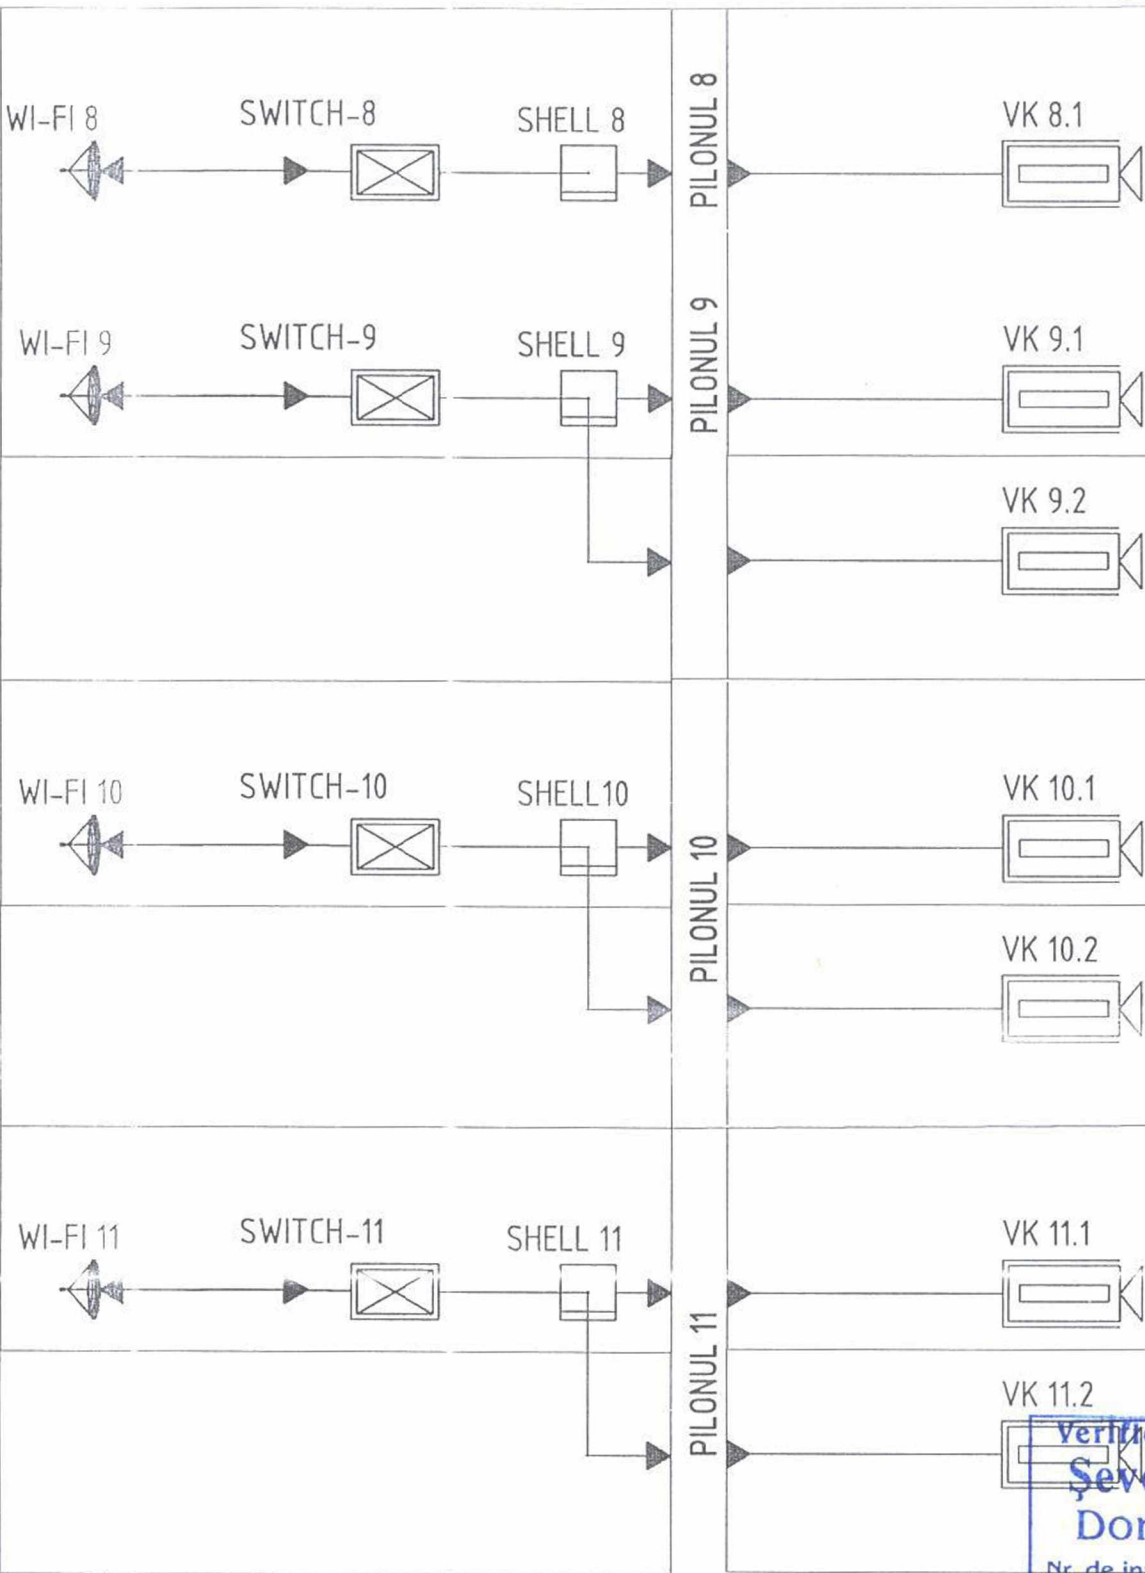 WI-FI 8
SWITCH-8
SHELL 8
PILONUL 8
VK 8.1
WI-FI 9
SWITCH-9
SHELL 9
PILONUL 9
VK 9.1
VK 9.2
WI-FI 10
SWITCH-10
SHELL10
PILONUL 10
VK 10.1
VK 10.2
WI-FI 11
SWITCH-11
SHELL 11
PILONUL 11
VK 11.1
VK 11.2
Nr. de